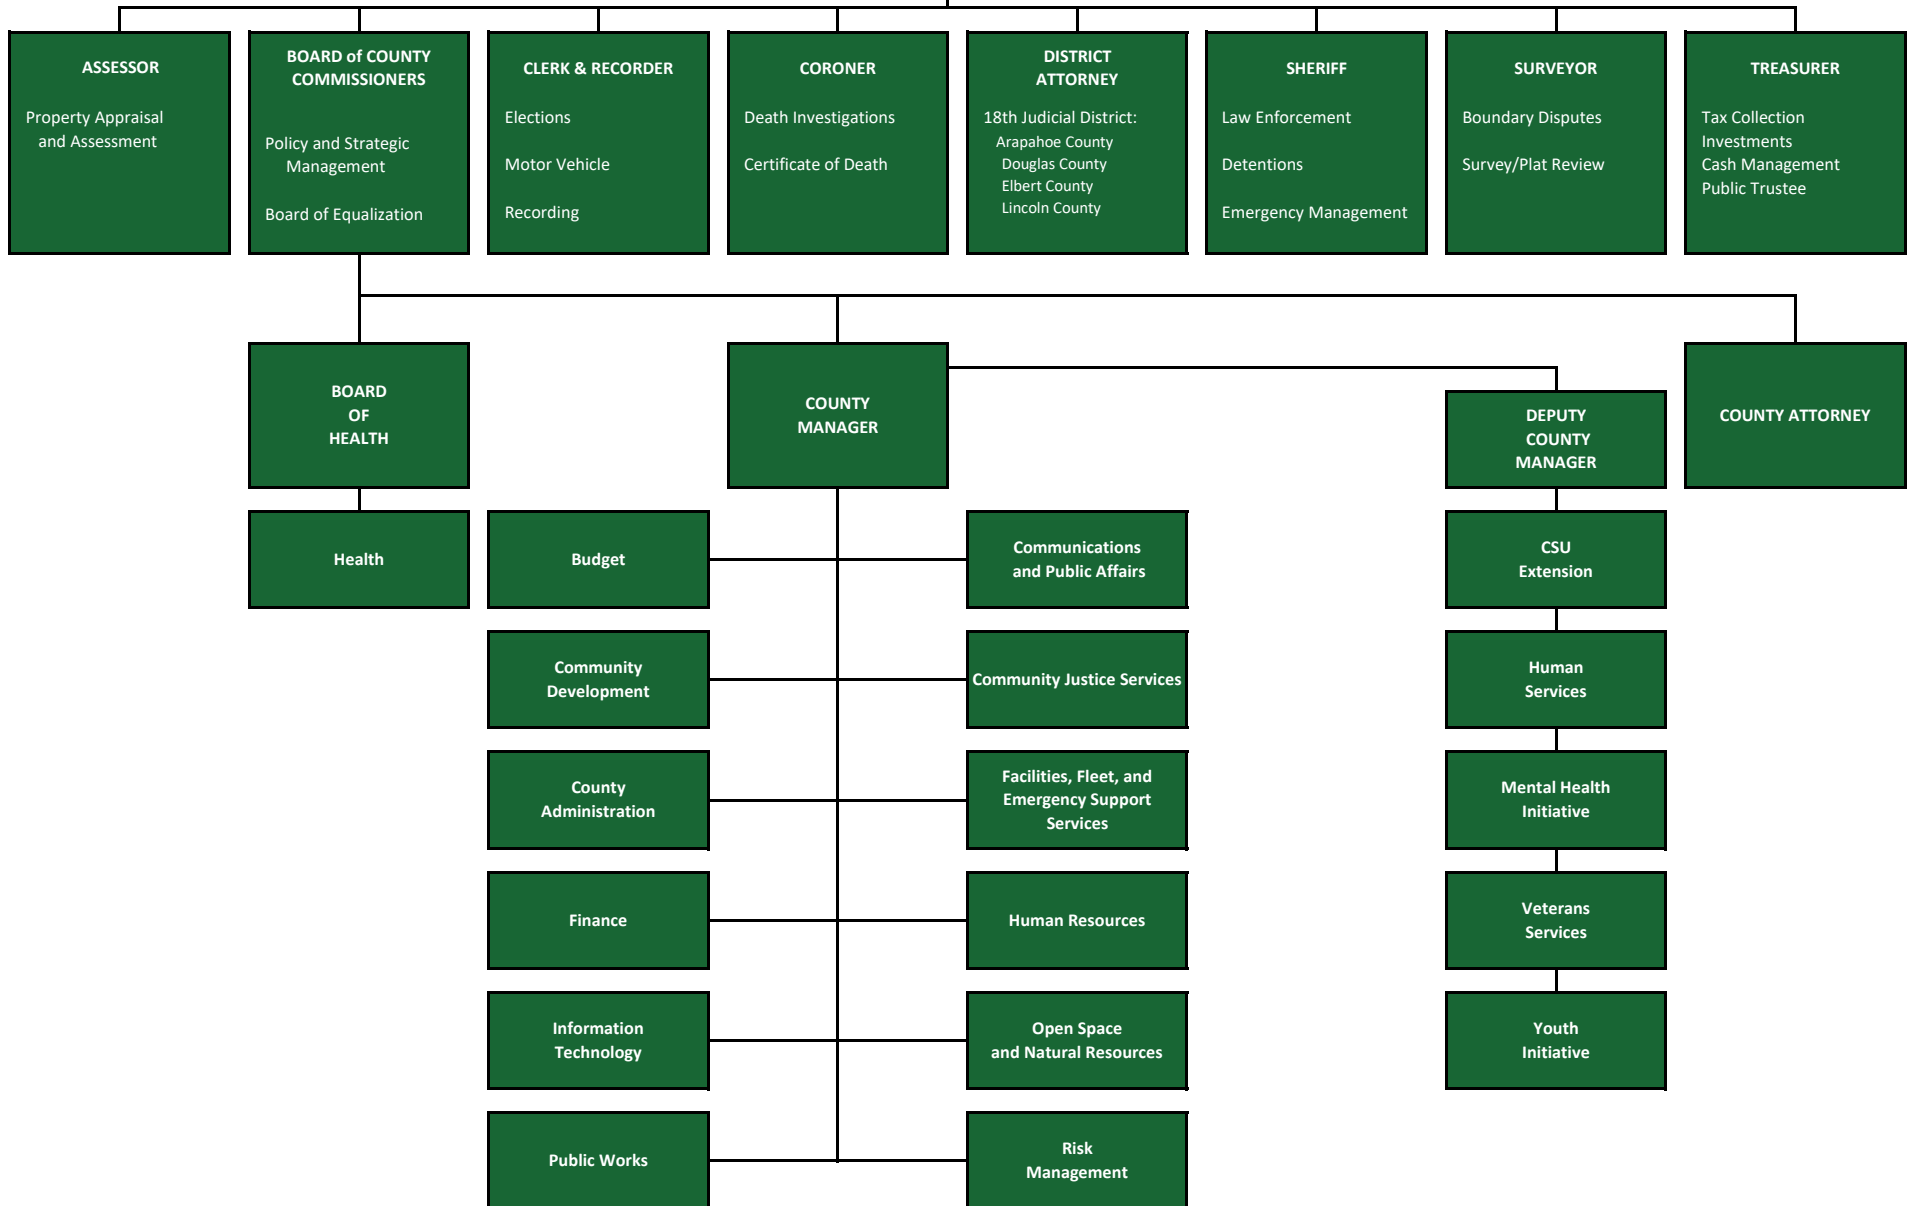 ASSESSOR
Property Appraisal
and Assessment
BOARD of COUNTY
COMMISSIONERS
Policy and Strategic
Management
Board of Equalization
CLERK & RECORDER
Elections
Motor Vehicle
Recording
CORONER
Death Investigations
Certificate of Death
DISTRICT
ATTORNEY
18th Judicial District:
Arapahoe County
Douglas County
Elbert County
Lincoln County
SHERIFF
Law Enforcement
Detentions
Emergency Management
SURVEYOR
Boundary Disputes
Survey/Plat Review
TREASURER
Tax Collection
Investments
Cash Management
Public Trustee
BOARD
OF
HEALTH
COUNTY
MANAGER
DEPUTY
COUNTY
MANAGER
COUNTY ATTORNEY
Health
Budget
Communications
and Public Affairs
CSU
Extension
Community
Development
Community Justice Services
Human
Services
County
Administration
Facilities, Fleet, and
Emergency Support
Services
Mental Health
Initiative
Finance
Human Resources
Veterans
Services
Information
Technology
Open Space
and Natural Resources
Youth
Initiative
Public Works
Risk
Management